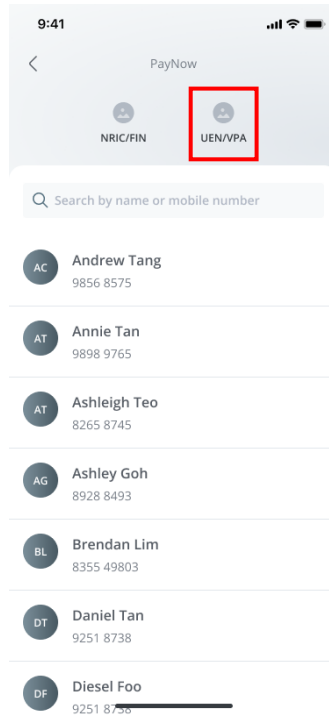 9:41
PayNow
NRIC/FIN UEN/VPA
Search by name or mobile number
AC Andrew Tang
9856 8575
AT Annie Tan
9898 9765
AT Ashleigh Teo
8265 8745
AG Ashley Goh
8928 8493
BL Brendan Lim
8355 49803
DT Daniel Tan
9251 8738
DF Diesel Foo
9251 8738